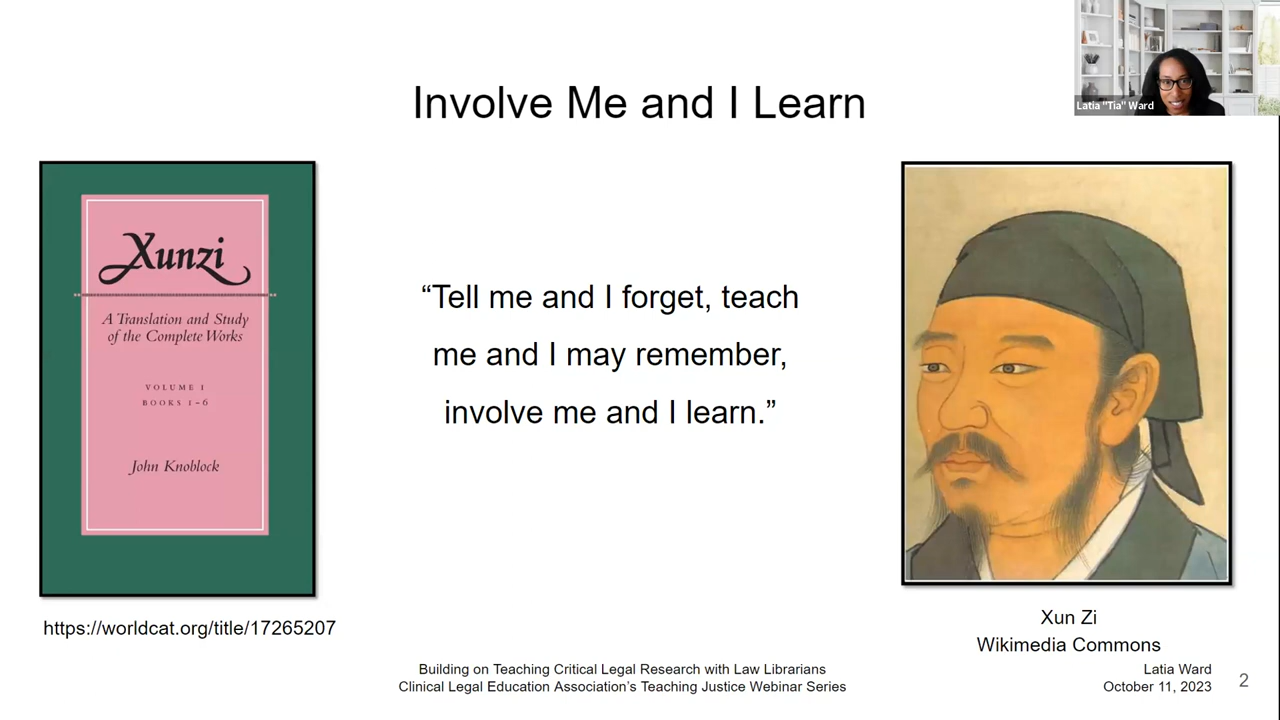 Latia "Tia" Ward
Involve Me and I Learn
Xunzi
A Translation and Study
of the Complete Works
VOLUME I
BOOKS 1–6
John Knoblock
https://worldcat.org/title/17265207
“Tell me and I forget, teach
me and I may remember,
involve me and I learn.”
Xun Zi
Wikimedia Commons
Building on Teaching Critical Legal Research with Law Librarians
Clinical Legal Education Association’s Teaching Justice Webinar Series
Latia Ward
October 11, 2023
2